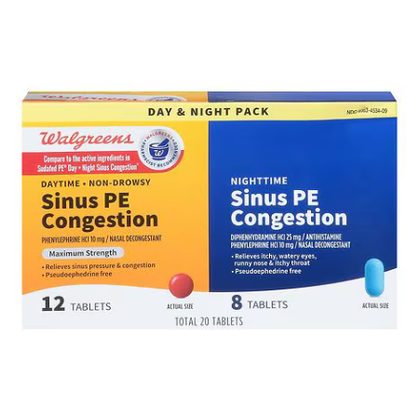 DAY & NIGHT PACK
Walgreens
Compare to the active ingredients in
Sudafed PE® Day + Night Sinus Congestion
WALGREENS
PHARMACIST RECOMMENDED
DAYTIME • NON-DROWSY
Sinus PE
Congestion
PHENYLEPHRINE HCl 10 mg / NASAL DECONGESTANT
Maximum Strength
• Relieves sinus pressure & congestion
• Pseudoephedrine free
12 TABLETS
ACTUAL SIZE
NIGHTTIME
Sinus PE
Congestion
DIPHENHYDRAMINE HCl 25 mg / ANTIHISTAMINE
PHENYLEPHRINE HCl 10 mg / NASAL DECONGESTANT
• Relieves itchy, watery eyes,
runny nose & itchy throat
• Pseudoephedrine free
8 TABLETS
ACTUAL SIZE
TOTAL 20 TABLETS